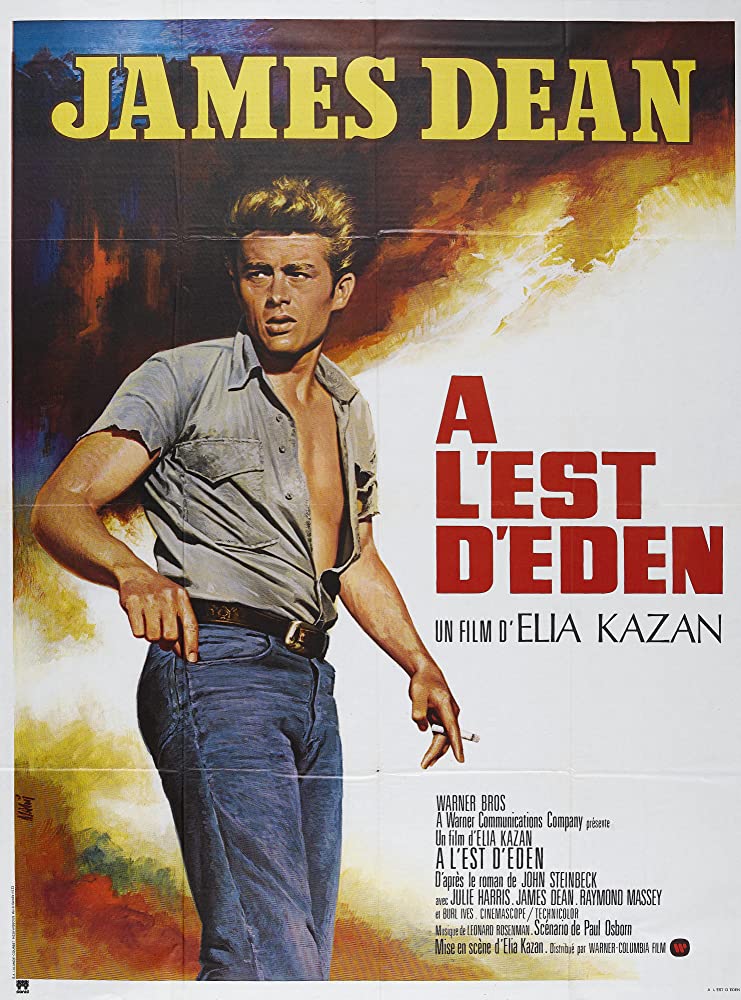 JAMES DEAN
A
L'EST
D'EDEN
UN FILM D'ELIA KAZAN
WARNER BROS
A Warner Communications Company présente
Un film d'ELIA KAZAN
A L'EST D'EDEN
D'après le roman de JOHN STEINBECK
avec JULIE HARRIS. JAMES DEAN. RAYMOND MASSEY
et BURL IVES. CINEMASCOPE/TECHNICOLOR
Musique de LEONARD ROSENMAN. Scénario de Paul Osborn
Mise en scène d'Elia Kazan. Distribué par WARNER-COLUMBIA FILM
A L'EST D'EDEN